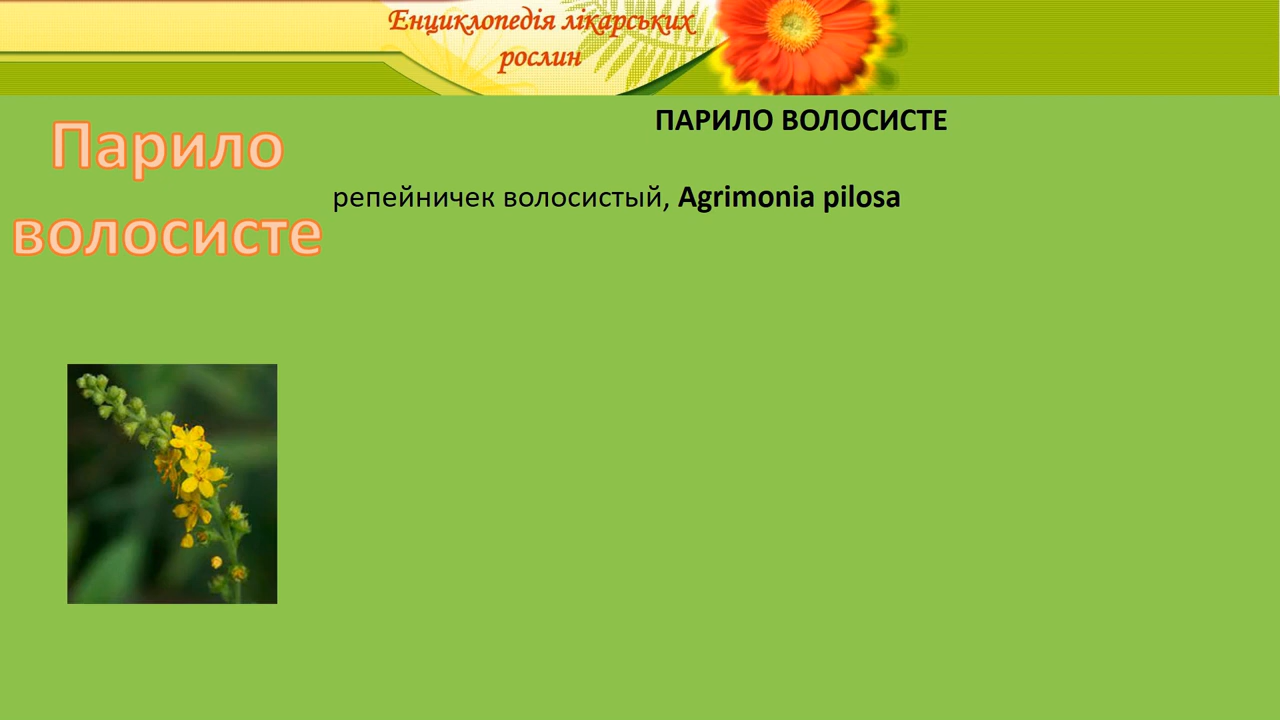 Енциклопедія лікарських
рослин
Парило
волосисте
ПАРИЛО ВОЛОСИСТЕ
репейничек волосистый, Agrimonia pilosa